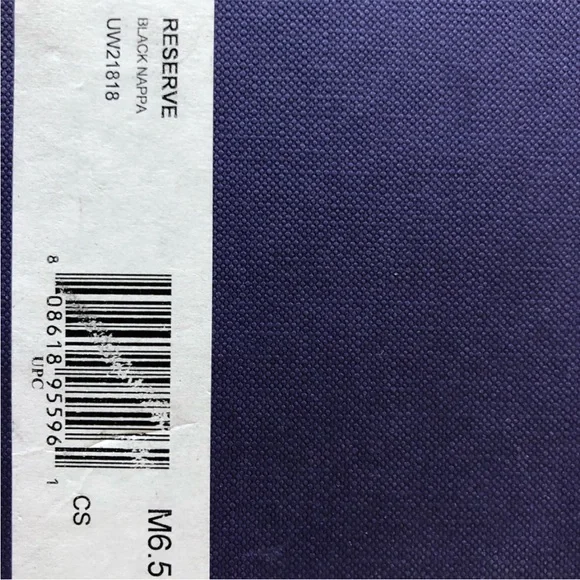 RESERVE
BLACK NAPPA
UW21818
8 08618 95596 1
UPC
CS
M6.5